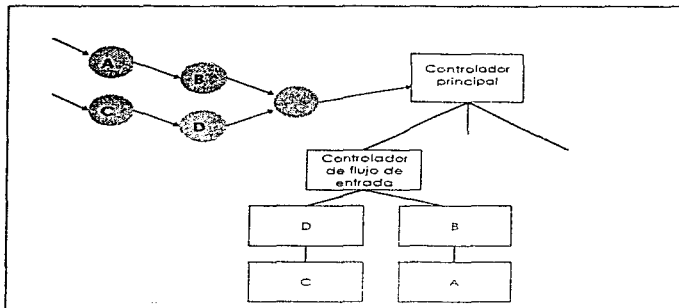 A
B
C
D
Controlador
principal
Controlador
de flujo de
entrada
D
B
C
A